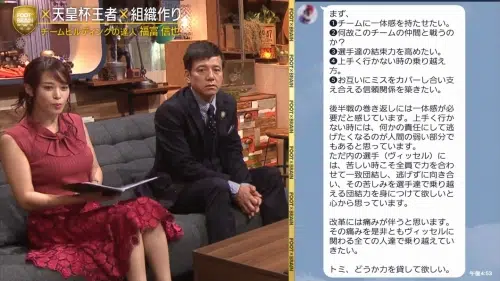 FOOT×BRAIN
×天皇杯王者×組織作り
チームビルディングの達人 福富 信也
FOOT×BRAIN
まず、
❶チームに一体感を持たせたい。
❷何故このチームの仲間と戦うの
か？
❸選手達の結束力を高めたい。
❹上手く行かない時の乗り越え
方。
❺お互いにミスをカバーし合い支
え合える信頼関係を築きたい。
後半戦の巻き返しには一体感が必
要だと感じています。上手く行か
ない時には、何かの責任にして逃
げたくなるのが人間の弱い部分で
もあると思っています。
ただ内の選手（ヴィッセル）に
は、苦しい時こそ全員で力を合わ
せて一致団結し、逃げずに向き合
い、その苦しみを選手達で乗り越
える団結力を身につけて欲しいと
心から思っています。
改革には痛みが伴うと思います。
その痛みを是非ともヴィッセルに
関わる全ての人達で乗り越えてい
きたい。
トミ、どうか力を貸して欲しい。
午後4:53